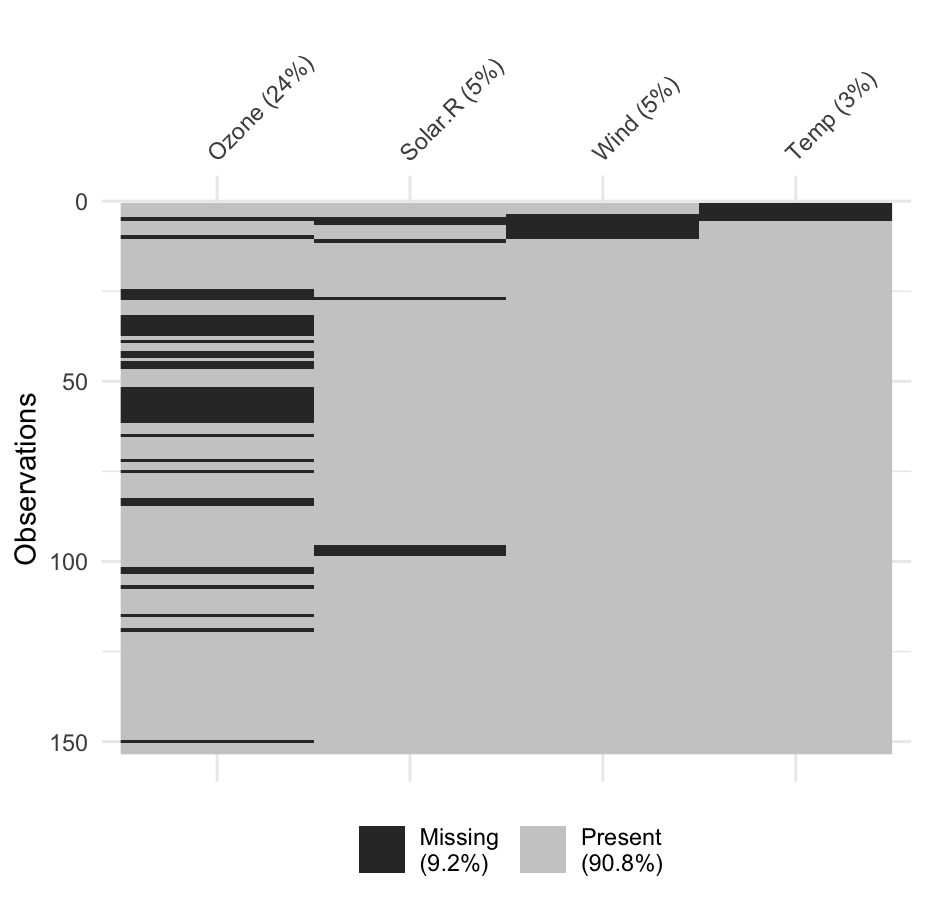 Ozone (24%)
Solar.R (5%)
Wind (5%)
Temp (3%)
0
50
100
150
Observations
Missing
(9.2%)
Present
(90.8%)